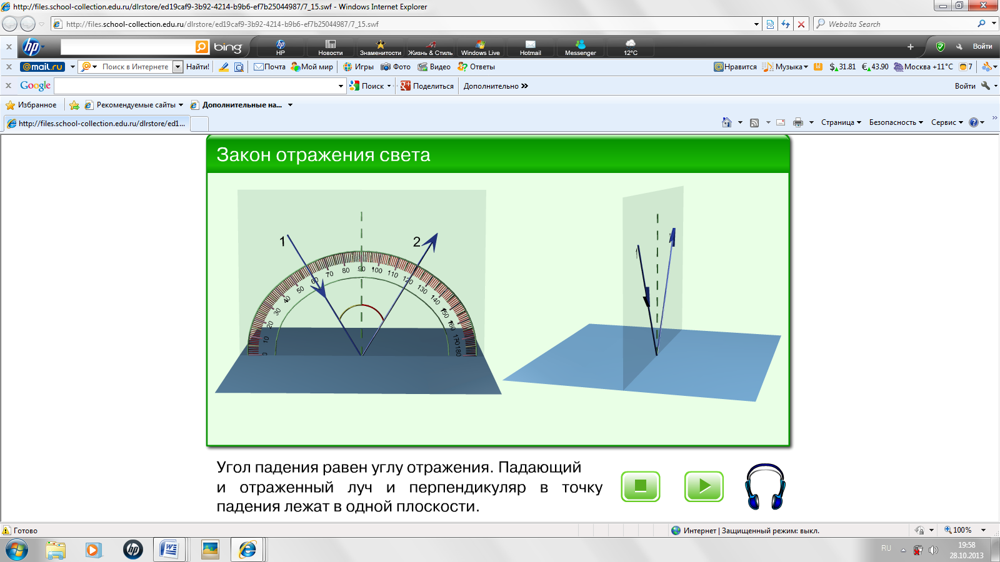 http://files.school-collection.edu.ru/dlrstore/ed19caf9-3b92-4214-b9b6-ef7b25044987/7_15.swf - Windows Internet Explorer
http://files.school-collection.edu.ru/dlrstore/ed19caf9-3b92-4214-b9b6-ef7b25044987/7_15.swf
Webalta Search
x hp bing HP Новости Знаменитости Жизнь & Стиль Windows Live Hotmail Messenger 12°C + Войти
x @mail.ru Поиск в Интернете Найти! Почта Мой мир Игры Фото Видео Ответы Нравится Музыка $ 31.81 € 43.90 Москва +11°C 7
x Google Поиск Поделиться Дополнительно Войти
Избранное Рекомендуемые сайты Дополнительные на...
http://files.school-collection.edu.ru/dlrstore/ed1... Страница Безопасность Сервис
Закон отражения света
1 2
0 10 20 30 40 50 60 70 80 90 100 110 120 130 140 150 160 170 180
1
Угол падения равен углу отражения. Падающий
и отраженный луч и перпендикуляр в точку
падения лежат в одной плоскости.
Готово Интернет | Защищенный режим: выкл. 100%
hp RU 19:58
28.10.2013